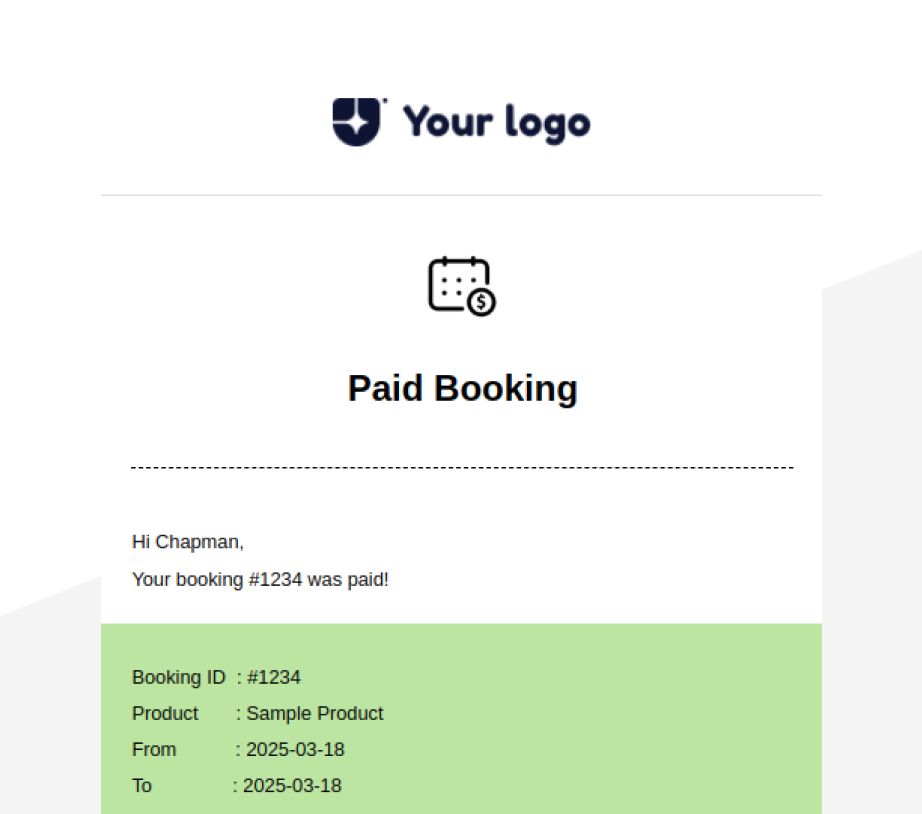 Your logo
$
Paid Booking
Hi Chapman,
Your booking #1234 was paid!
Booking ID : #1234
Product : Sample Product
From : 2025-03-18
To : 2025-03-18